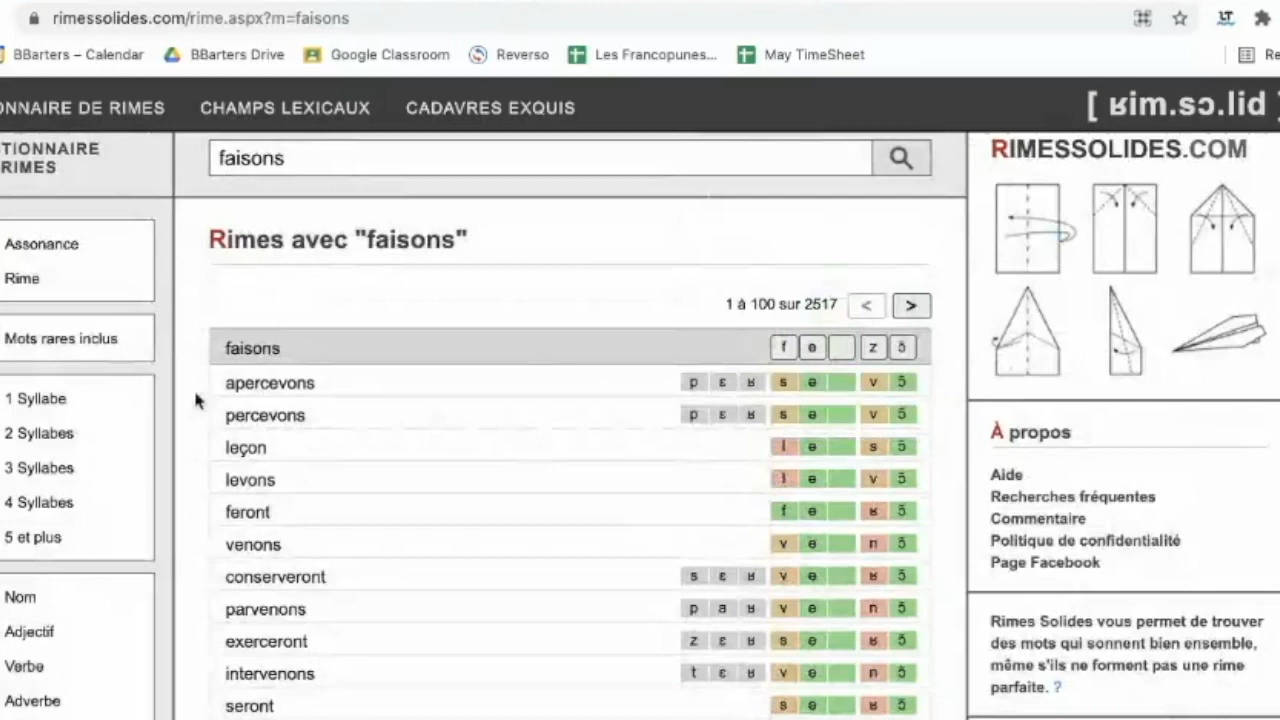 rimessolides.com/rime.aspx?m=faisons
BBarters – Calendar
BBarters Drive
Google Classroom
Reverso
Les Francopunes...
May TimeSheet
Re
ONNAIRE DE RIMES
CHAMPS LEXICAUX
CADAVRES EXQUIS
[ ʁim.sɔ.lid ]
TIONNAIRE
RIMES
Assonance
Rime
Mots rares inclus
1 Syllabe
2 Syllabes
3 Syllabes
4 Syllabes
5 et plus
Nom
Adjectif
Verbe
Adverbe
faisons
Rimes avec "faisons"
1 à 100 sur 2517 < >
faisons f ə z ɔ̃
apercevons p ɛ ʁ s ə v ɔ̃
percevons p ɛ ʁ s ə v ɔ̃
leçon l ə s ɔ̃
levons l ə v ɔ̃
feront f ə ʁ ɔ̃
venons v ə n ɔ̃
conserveront s ɛ ʁ v ə ʁ ɔ̃
parvenons p a ʁ v ə n ɔ̃
exerceront z ɛ ʁ s ə ʁ ɔ̃
intervenons t ɛ ʁ v ə n ɔ̃
seront s ə ʁ ɔ̃
RIMESSOLIDES.COM
À propos
Aide
Recherches fréquentes
Commentaire
Politique de confidentialité
Page Facebook
Rimes Solides vous permet de trouver
des mots qui sonnent bien ensemble,
même s'ils ne forment pas une rime
parfaite. ?